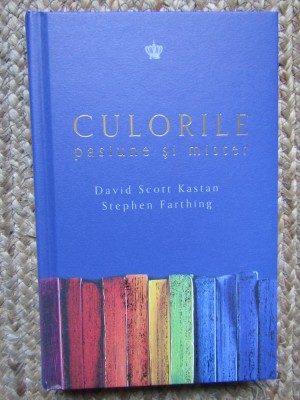 CULORILE
pasiune și mister
David Scott Kastan
Stephen Farthing